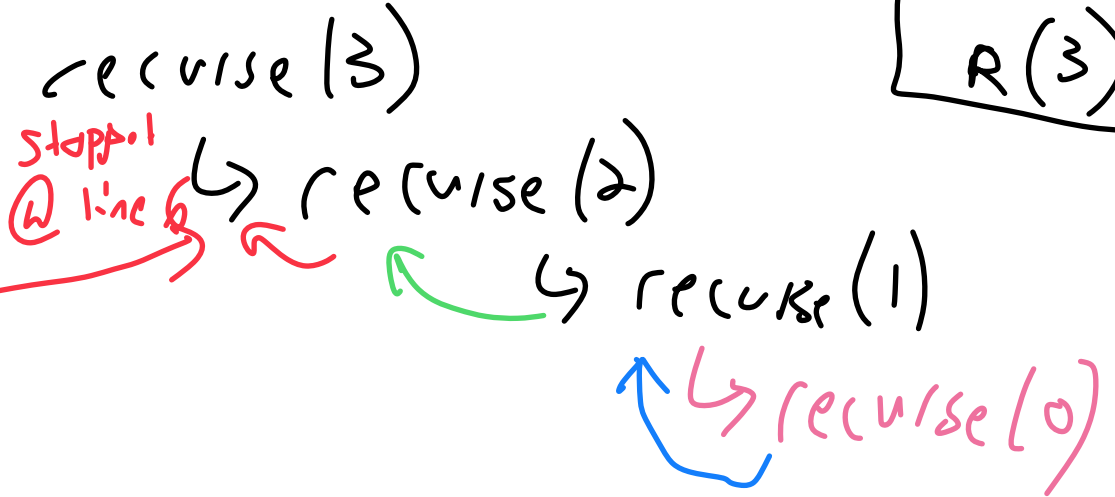 recurse(3)
R(3)
stopped
@ line 6
recurse(2)
recurse(1)
recurse(0)